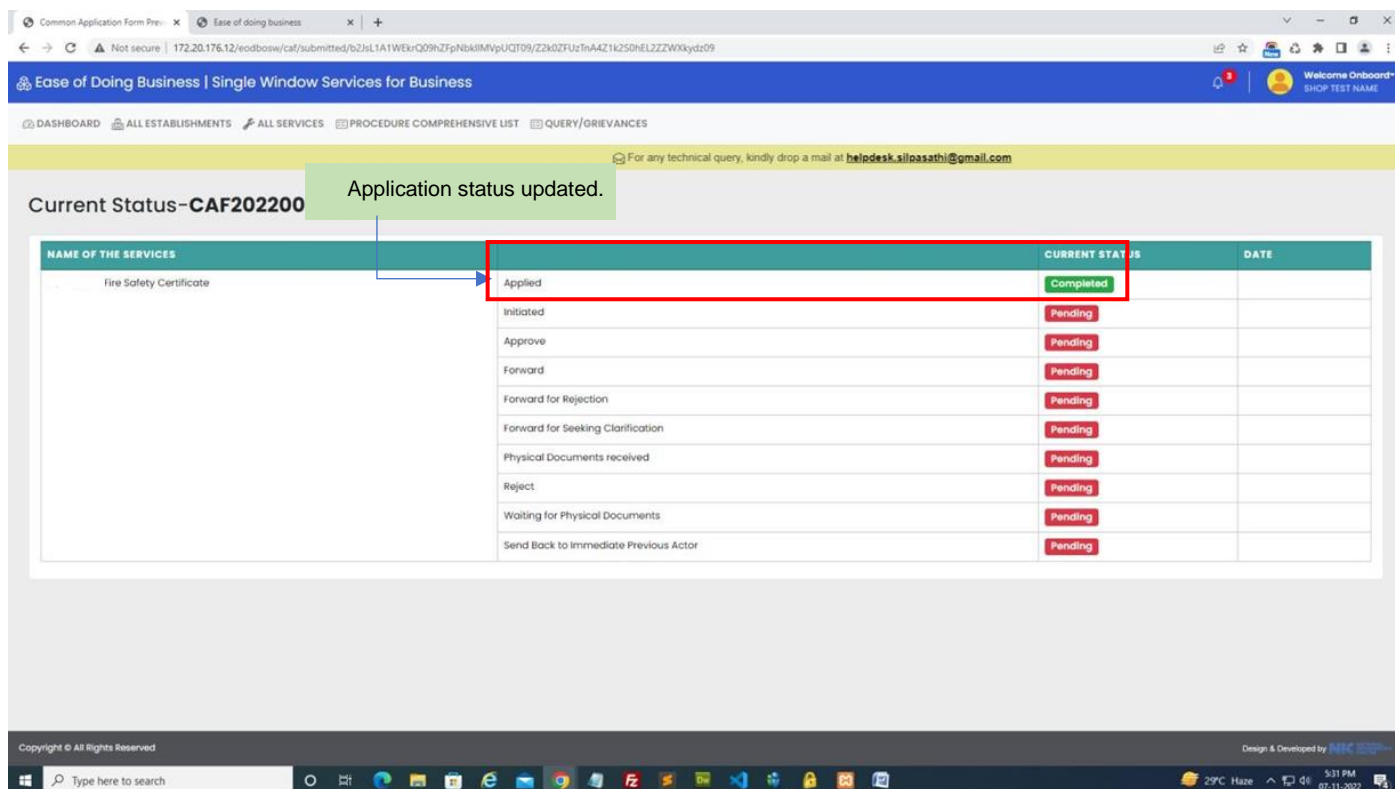 Common Application Form Prev
Ease of doing business
Not secure | 172.20.176.12/eodbosw/caf/submitted/
Ease of Doing Business | Single Window Services for Business
3
Welcome Onboard
SHOP TEST NAME
DASHBOARD ALL ESTABLISHMENTS ALL SERVICES PROCEDURE COMPREHENSIVE LIST QUERY/GRIEVANCES
For any technical query, kindly drop a mail at helpdesk.silpasathi@gmail.com
Application status updated.
Current Status-CAF202200
NAME OF THE SERVICES CURRENT STATUS DATE
Fire Safety Certificate Applied Completed
Initiated Pending
Approve Pending
Forward Pending
Forward for Rejection Pending
Forward for Seeking Clarification Pending
Physical Documents received Pending
Reject Pending
Waiting for Physical Documents Pending
Send Back to Immediate Previous Actor Pending
Copyright © All Rights Reserved
Design & Developed by NIC
Type here to search
29°C Haze
5:31 PM
07-11-2022